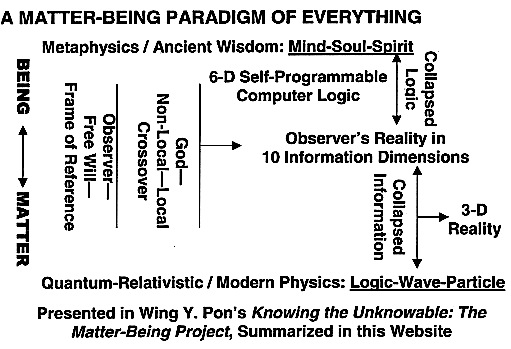 A MATTER-BEING PARADIGM OF EVERYTHING
Metaphysics / Ancient Wisdom: Mind-Soul-Spirit
BEING
MATTER
Observer—
Free Will—
Frame of Reference
God—
Non-Local—Local
Crossover
6-D Self-Programmable
Computer Logic
Collapsed
Logic
Observer's Reality in
10 Information Dimensions
Collapsed
Information
3-D
Reality
Quantum-Relativistic / Modern Physics: Logic-Wave-Particle
Presented in Wing Y. Pon's Knowing the Unknowable: The
Matter-Being Project, Summarized in this Website